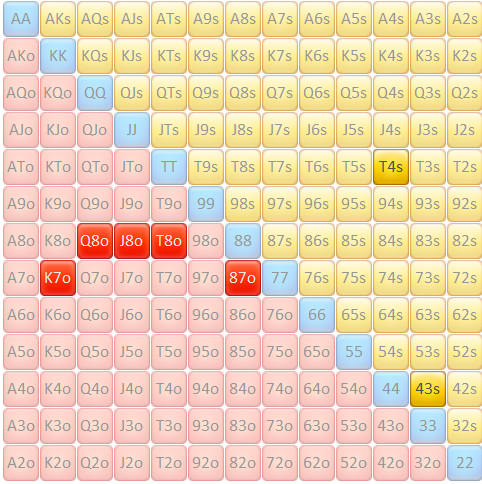 AA AKs AQs AJs ATs A9s A8s A7s A6s A5s A4s A3s A2s
AKo KK KQs KJs KTs K9s K8s K7s K6s K5s K4s K3s K2s
AQo KQo QQ QJs QTs Q9s Q8s Q7s Q6s Q5s Q4s Q3s Q2s
AJo KJo QJo JJ JTs J9s J8s J7s J6s J5s J4s J3s J2s
ATo KTo QTo JTo TT T9s T8s T7s T6s T5s T4s T3s T2s
A9o K9o Q9o J9o T9o 99 98s 97s 96s 95s 94s 93s 92s
A8o K8o Q8o J8o T8o 98o 88 87s 86s 85s 84s 83s 82s
A7o K7o Q7o J7o T7o 97o 87o 77 76s 75s 74s 73s 72s
A6o K6o Q6o J6o T6o 96o 86o 76o 66 65s 64s 63s 62s
A5o K5o Q5o J5o T5o 95o 85o 75o 65o 55 54s 53s 52s
A4o K4o Q4o J4o T4o 94o 84o 74o 64o 54o 44 43s 42s
A3o K3o Q3o J3o T3o 93o 83o 73o 63o 53o 43o 33 32s
A2o K2o Q2o J2o T2o 92o 82o 72o 62o 52o 42o 32o 22